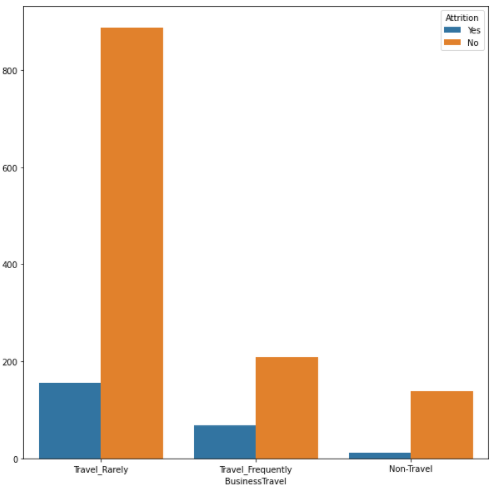 Attrition
Yes
No
800
600
400
200
0
Travel_Rarely
Travel_Frequently
Non-Travel
BusinessTravel